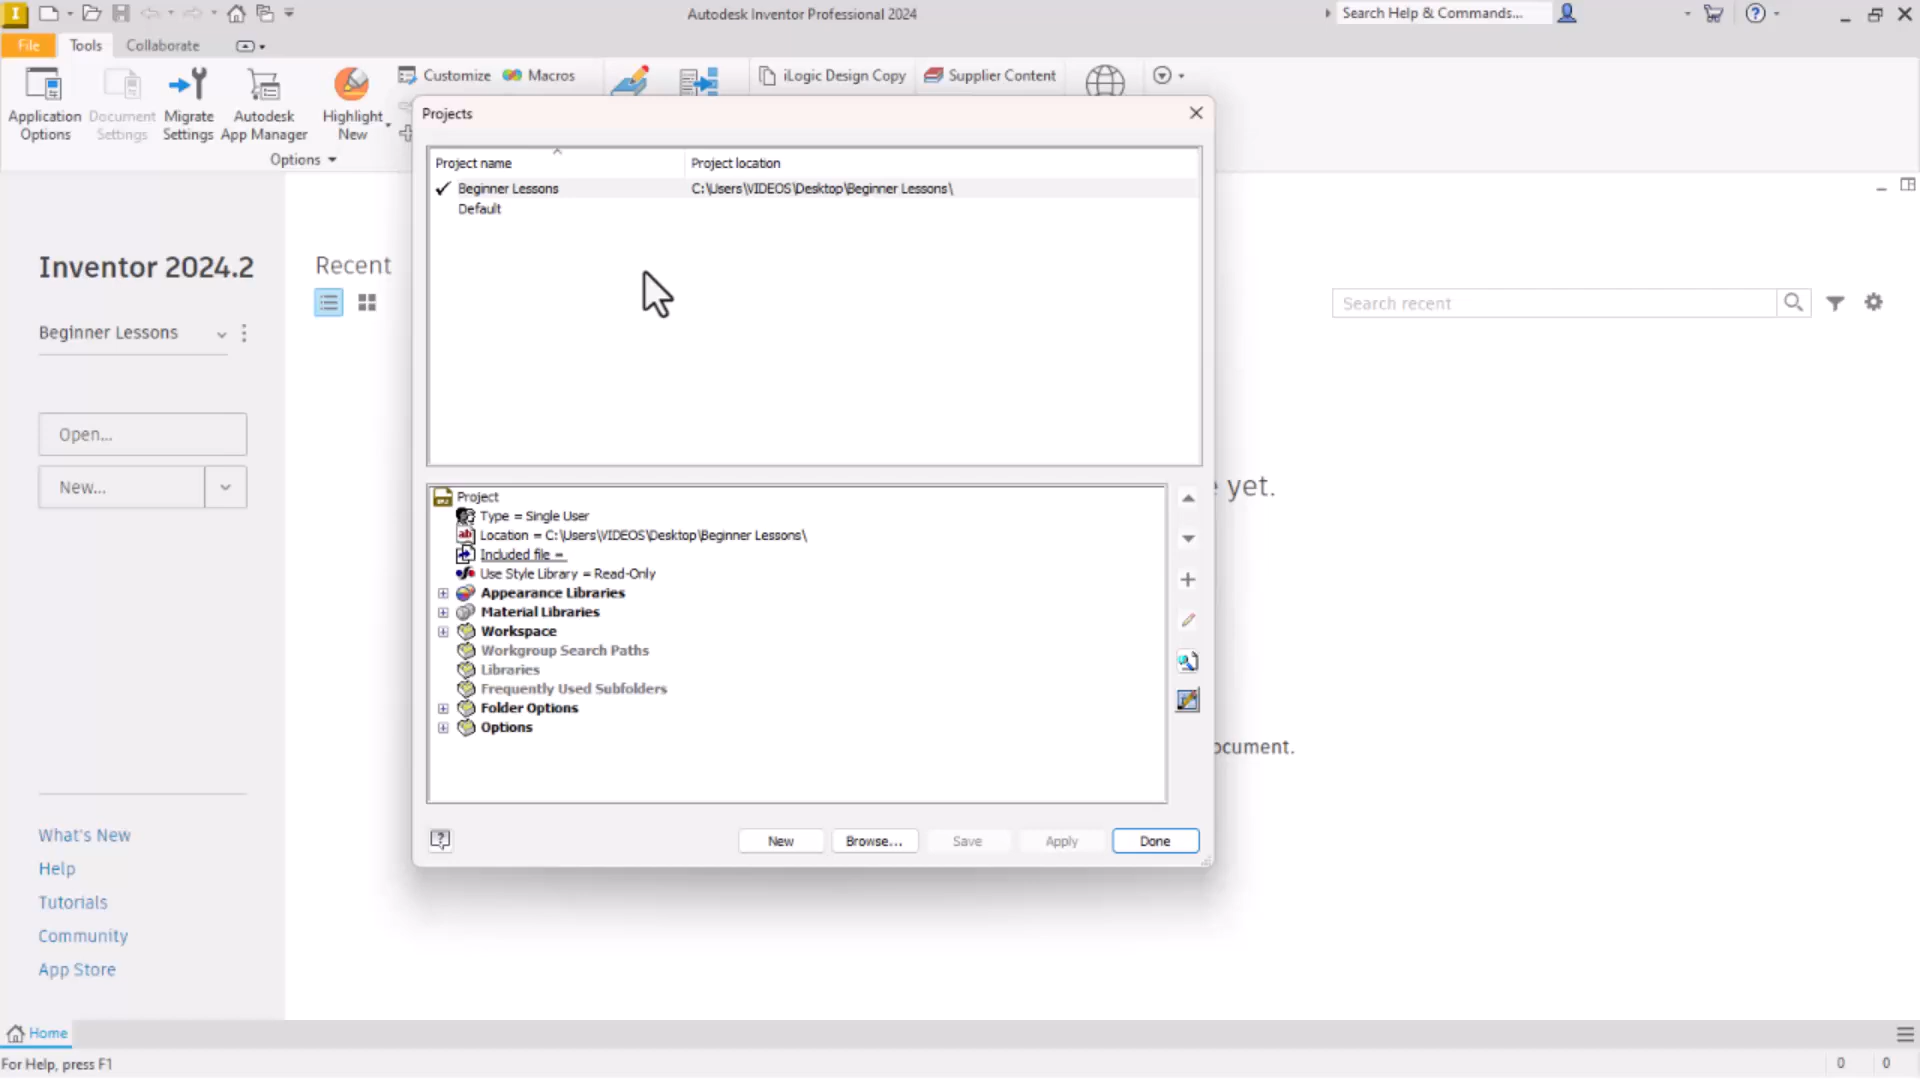 Autodesk Inventor Professional 2024
Search Help & Commands...
File
Tools
Collaborate
Application Options
Document Settings
Migrate Settings
Autodesk App Manager
Highlight New
Customize
Macros
iLogic Design Copy
Supplier Content
Options
Projects
Project name
Project location
Beginner Lessons
C:\Users\VIDEOS\Desktop\Beginner Lessons\
Default
Inventor 2024.2
Recent
Beginner Lessons
Search recent
Open...
New...
yet.
Project
Type = Single User
Location = C:\Users\VIDEOS\Desktop\Beginner Lessons\
Included file =
Use Style Library = Read-Only
Appearance Libraries
Material Libraries
Workspace
Workgroup Search Paths
Libraries
Frequently Used Subfolders
Folder Options
Options
ocument.
New
Browse...
Save
Apply
Done
What's New
Help
Tutorials
Community
App Store
Home
For Help, press F1
0
0